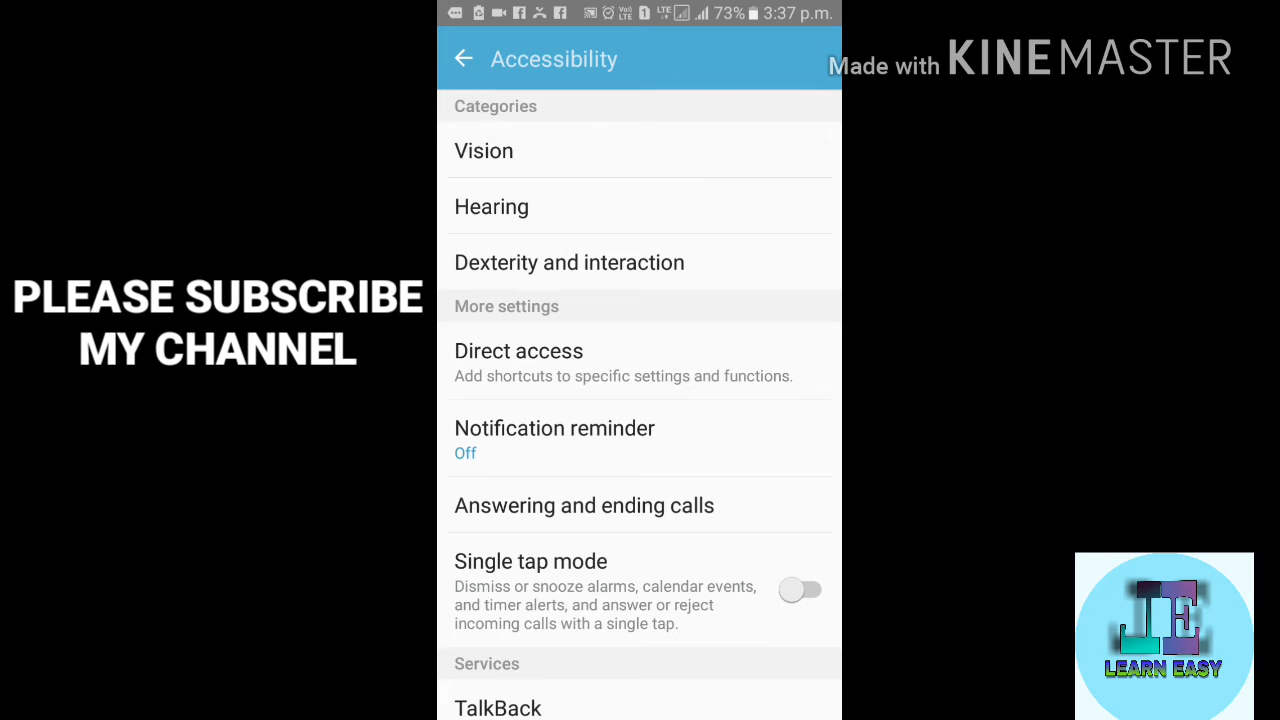 73% 3:37 p.m.
Accessibility
Made with KINEMASTER
Categories
Vision
Hearing
Dexterity and interaction
More settings
Direct access
Add shortcuts to specific settings and functions.
Notification reminder
Off
Answering and ending calls
Single tap mode
Dismiss or snooze alarms, calendar events,
and timer alerts, and answer or reject
incoming calls with a single tap.
Services
TalkBack
PLEASE SUBSCRIBE
MY CHANNEL
LE
LEARN EASY